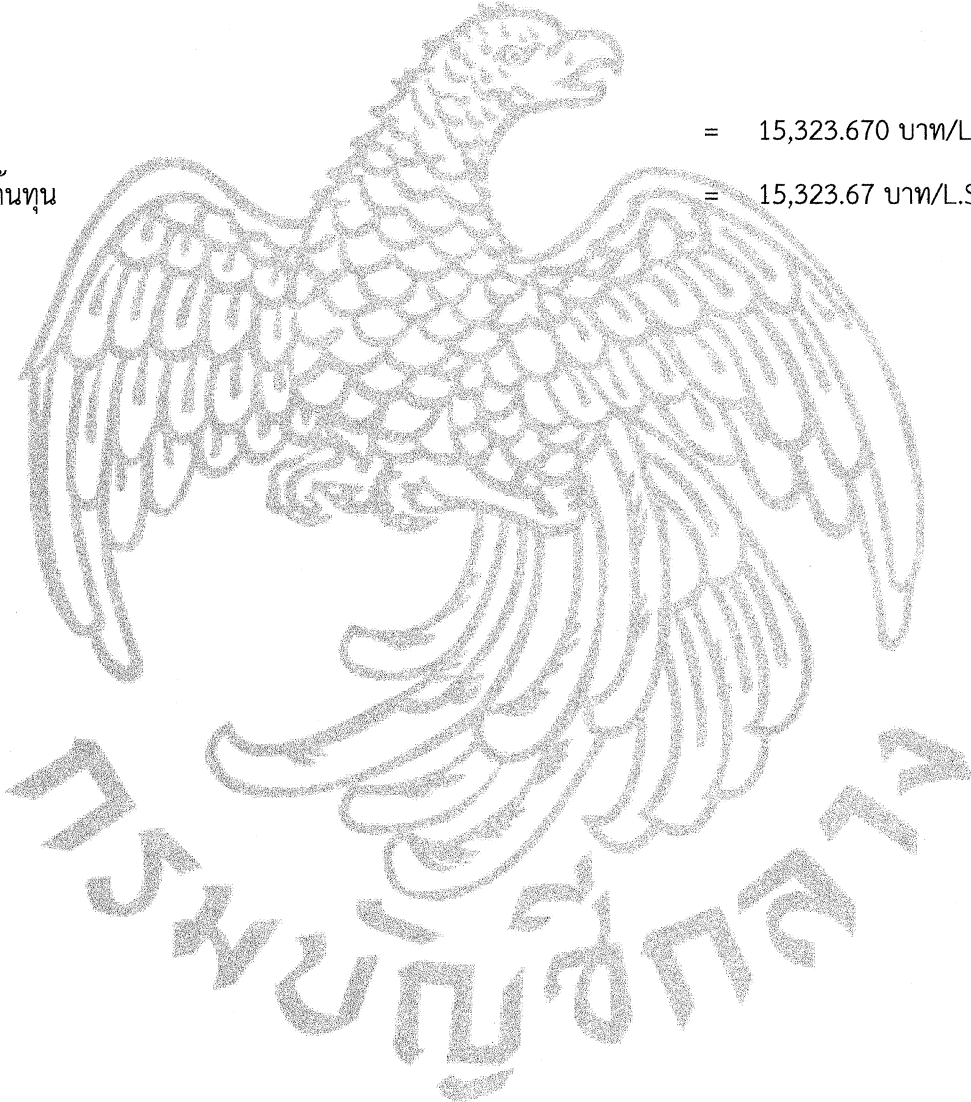 = 15,323.670 บาท/L
ต้นทุน = 15,323.67 บาท/L.S
กรมบัญชีกลาง